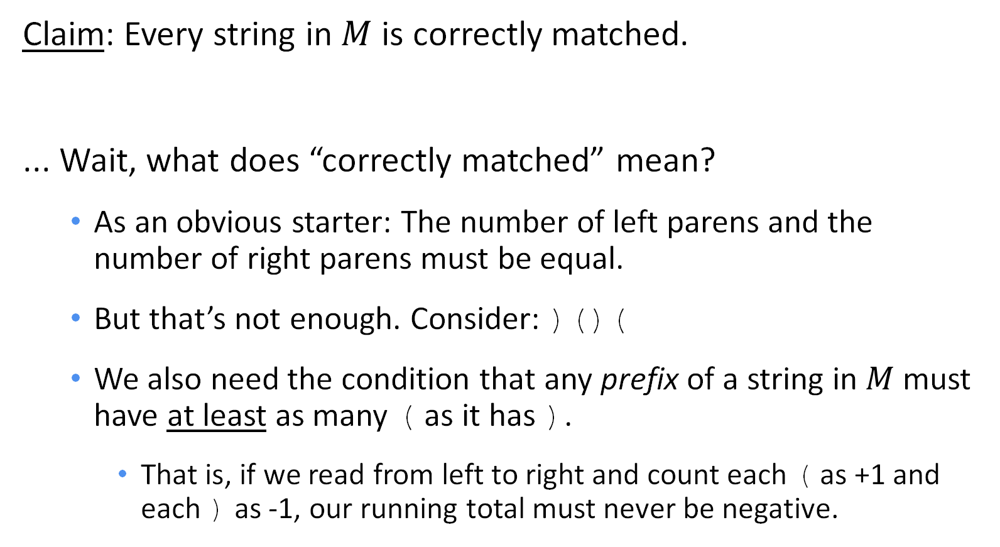 Claim: Every string in M is correctly matched.
... Wait, what does “correctly matched” mean?
• As an obvious starter: The number of left parens and the
number of right parens must be equal.
• But that’s not enough. Consider: ) () (
• We also need the condition that any prefix of a string in M must
have at least as many ( as it has ).
• That is, if we read from left to right and count each ( as +1 and
each ) as -1, our running total must never be negative.